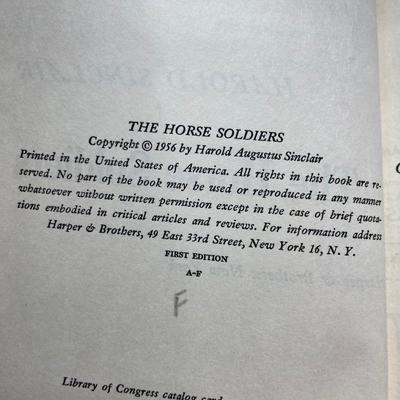 THE HORSE SOLDIERS
Copyright © 1956 by Harold Augustus Sinclair
Printed in the United States of America. All rights in this book are re-
served. No part of the book may be used or reproduced in any manner
whatsoever without written permission except in the case of brief quota-
tions embodied in critical articles and reviews. For information address
Harper & Brothers, 49 East 33rd Street, New York 16, N. Y.
FIRST EDITION
A-F
F
Library of Congress catalog card
HAROLD SINCLAIR